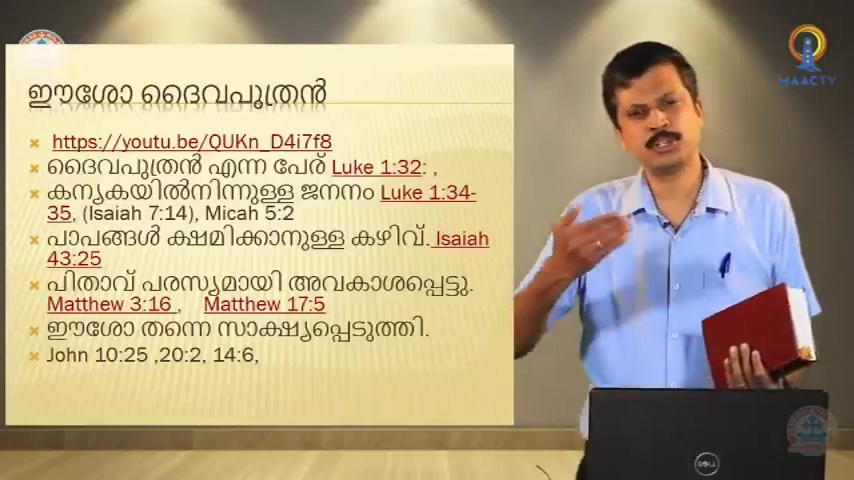 ഈശോ ദൈവപുത്രൻ
https://youtu.be/QUKn_D4i7f8
ദൈവപുത്രൻ എന്ന പേര് Luke 1:32: ,
കന്യകയിൽനിന്നുള്ള ജനനം Luke 1:34-
35, (Isaiah 7:14), Micah 5:2
പാപങ്ങൾ ക്ഷമിക്കാനുള്ള കഴിവ്. Isaiah
43:25
പിതാവ് പരസ്യമായി അവകാശപ്പെട്ടു.
Matthew 3:16 , Matthew 17:5
ഈശോ തന്നെ സാക്ഷ്യപ്പെടുത്തി.
John 10:25 ,20:2, 14:6,
MAACTV
DELL